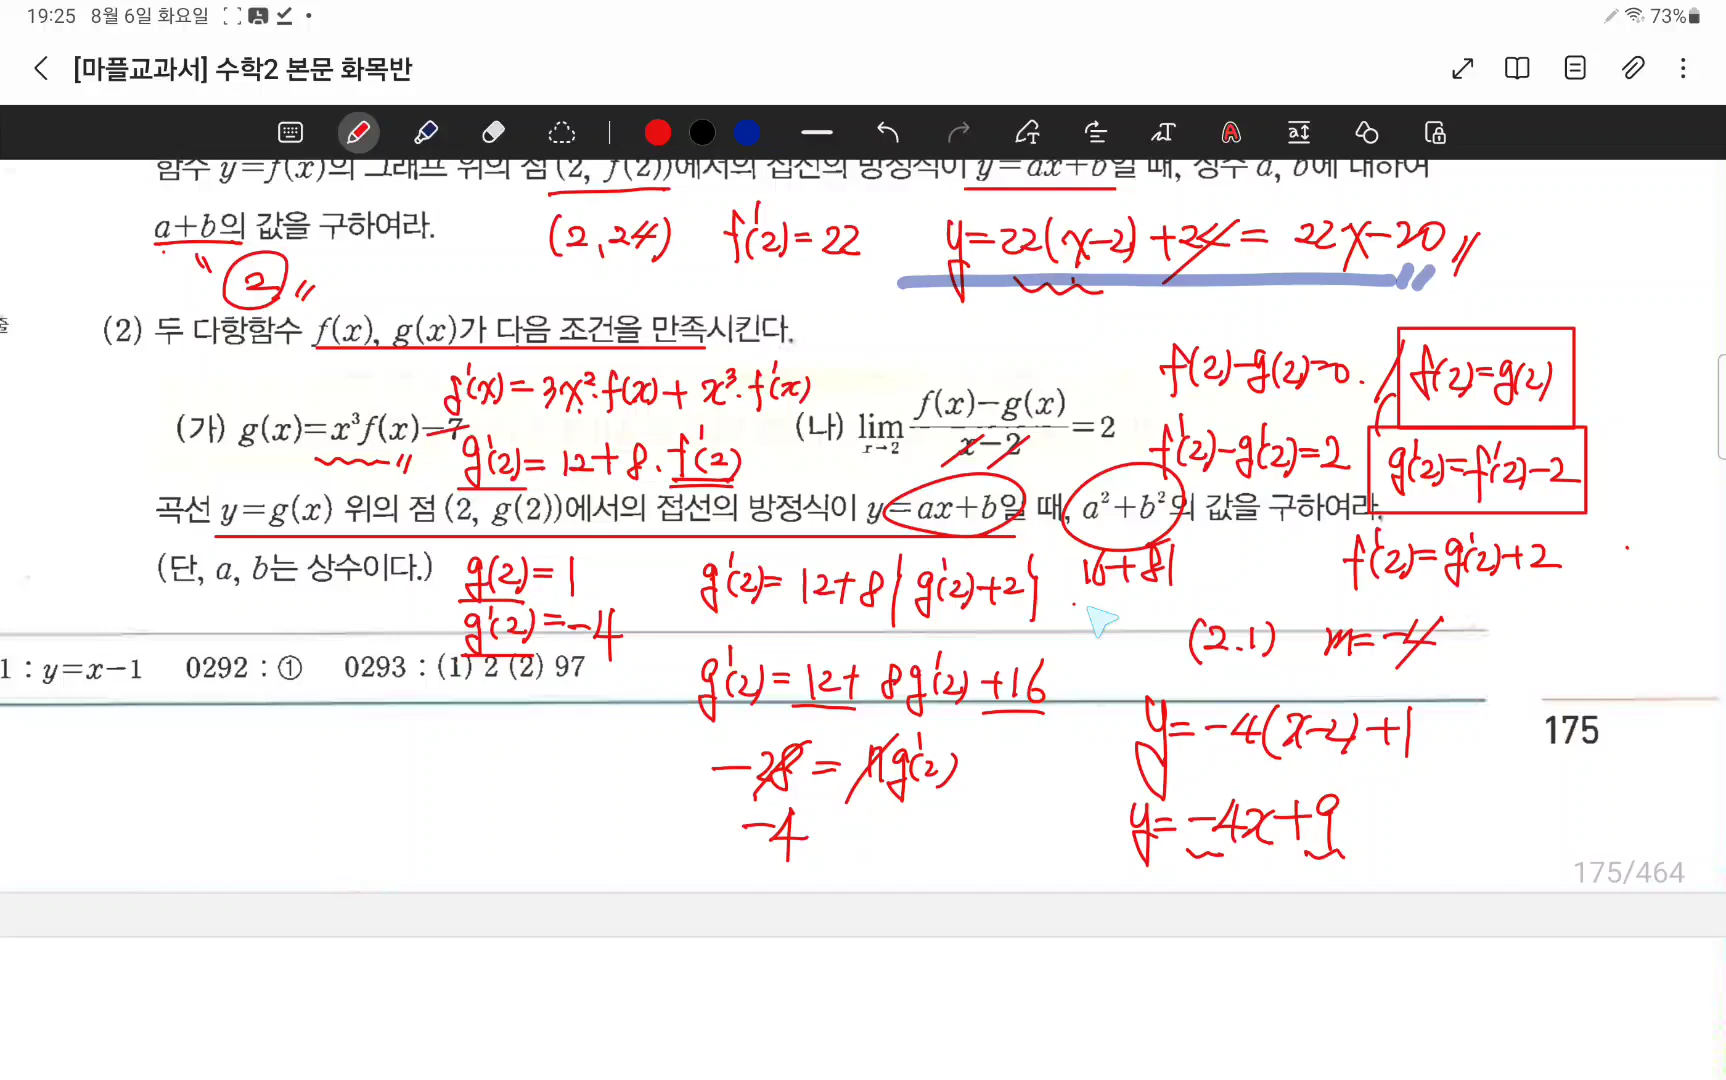 19:25 8월 6일 화요일 73%
[마플교과서] 수학2 본문 화목반
함수 y=f(x)의 그래프 위의 점 (2, f(2))에서의 접선의 방정식이 y=ax+b일 때, 상수 a, b에 대하여
a+b의 값을 구하여라.
(2,24) f'(2)=22 y=22(x-2)+24= 22x-20
2
(2) 두 다항함수 f(x), g(x)가 다음 조건을 만족시킨다.
g'(x)=3x²·f(x)+x³·f'(x)
(가) g(x)=x³f(x)-7 (나) lim x→2 f(x)-g(x) / x-2 =2
g'(2)=12+8·f'(2)
f(2)-g(2)=0. f(2)=g(2)
f'(2)-g'(2)=2 g'(2)=f'(2)-2
f'(2)=g'(2)+2
곡선 y=g(x) 위의 점 (2, g(2))에서의 접선의 방정식이 y=ax+b일 때, a²+b²의 값을 구하여라.
(단, a, b는 상수이다.)
g(2)=1
g'(2)=-4
g'(2)=12+8(g'(2)+2)
16+81
g'(2)=12+8g'(2)+16
-28=7g'(2)
-4
(2.1) m=-4
y=-4(x-2)+1
y=-4x+9
1 : y=x-1 0292 : ① 0293 : (1) 2 (2) 97
175
175/464